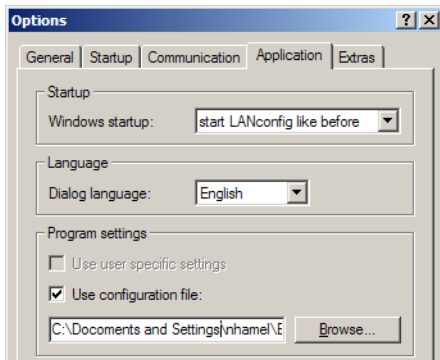 Options
General Startup Communication Application Extras
Startup
Windows startup: start LANconfig like before
Language
Dialog language: English
Program settings
Use user specific settings
Use configuration file:
C:\Docoments and Settings\nhamel\E Browse...